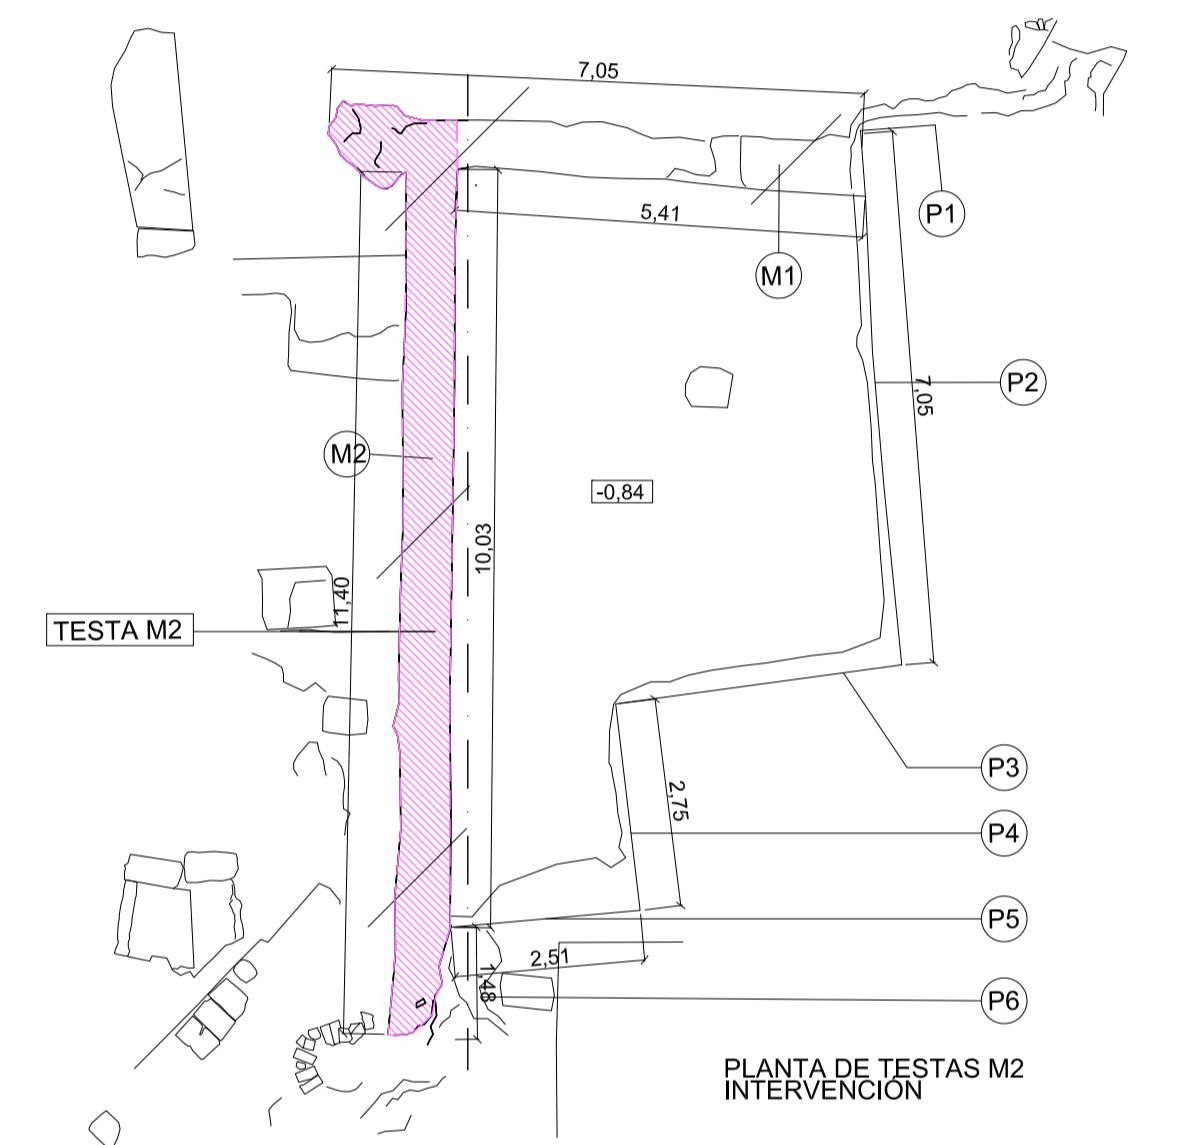 7,05
P1
5,41
M1
P2
7,05
M2
-0,84
10,03
11,40
TESTA M2
P3
2,75
P4
P5
2,51
1,48
P6
PLANTA DE TESTAS M2
INTERVENCIÓN